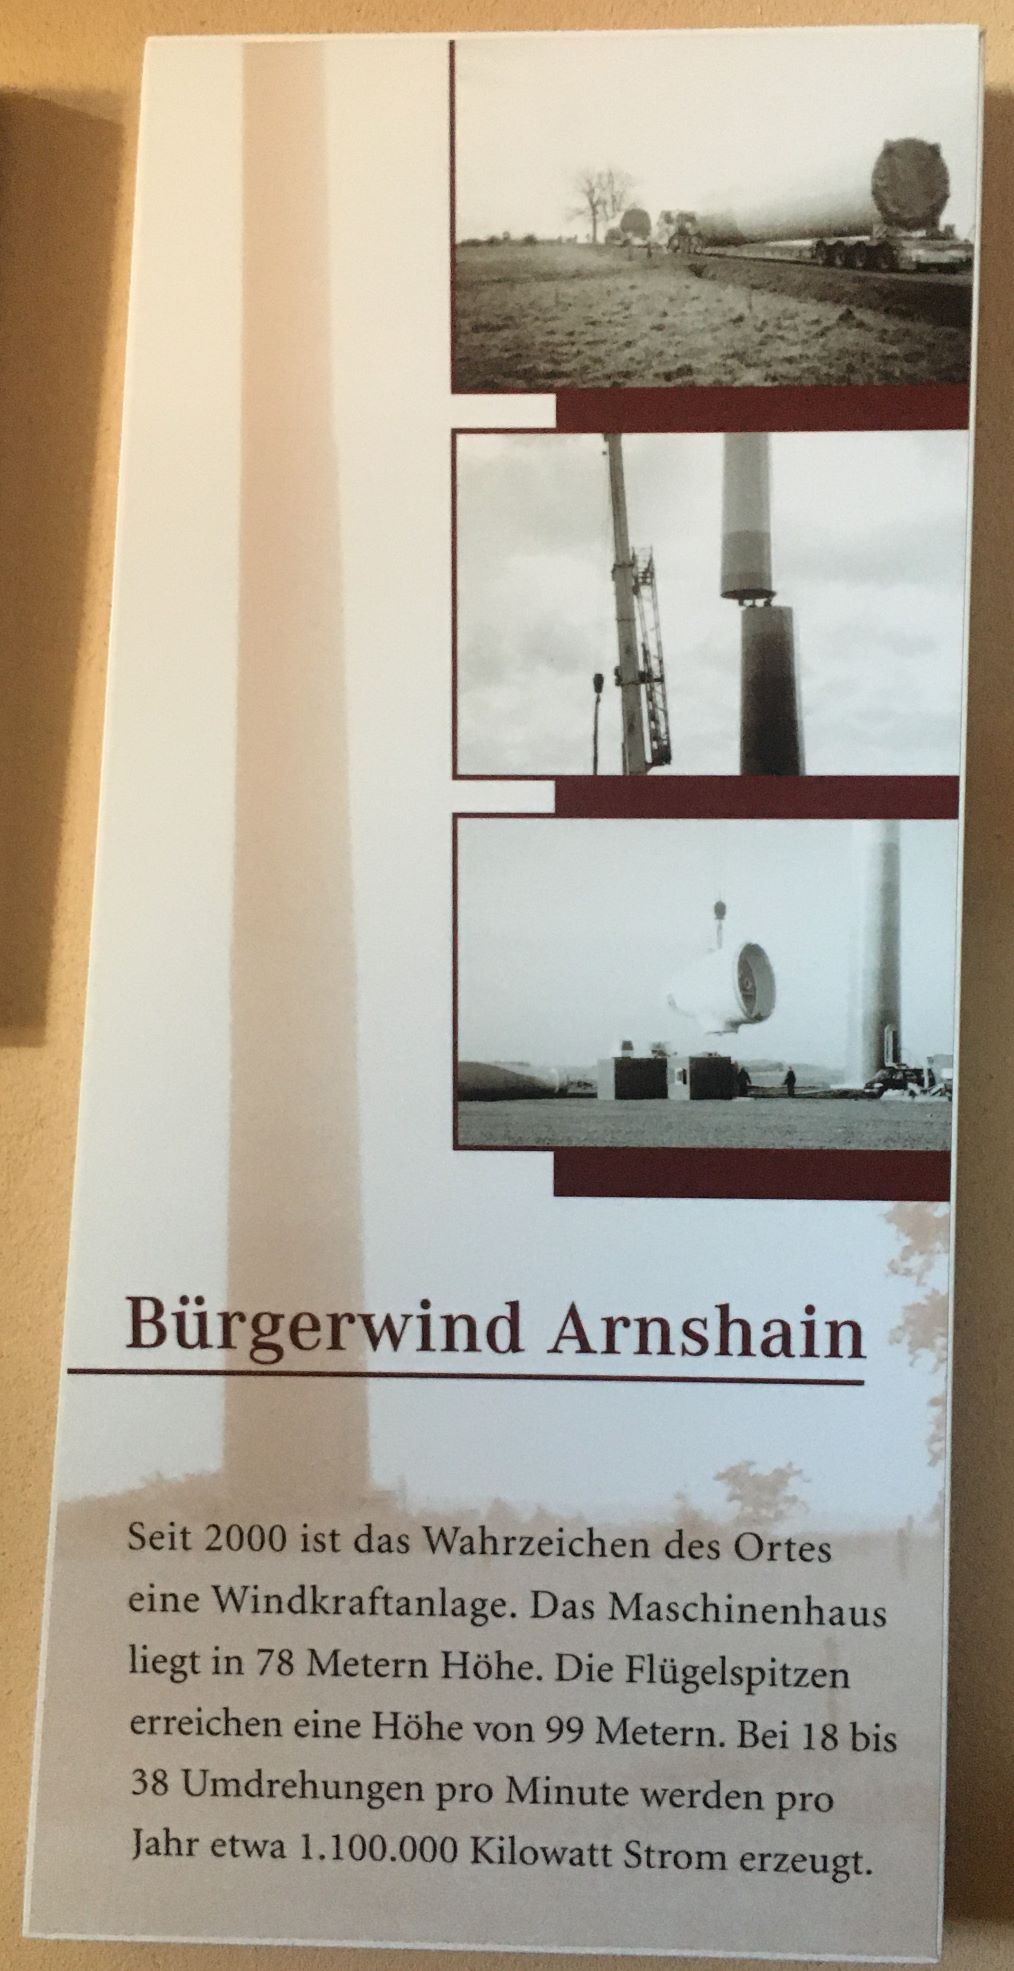 Bürgerwind Arnshain
Seit 2000 ist das Wahrzeichen des Ortes
eine Windkraftanlage. Das Maschinenhaus
liegt in 78 Metern Höhe. Die Flügelspitzen
erreichen eine Höhe von 99 Metern. Bei 18 bis
38 Umdrehungen pro Minute werden pro
Jahr etwa 1.100.000 Kilowatt Strom erzeugt.